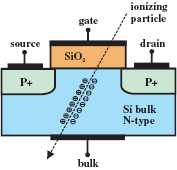 ionizing
particle
gate
source
drain
SiO₂
P+
P+
Si bulk
N-type
bulk